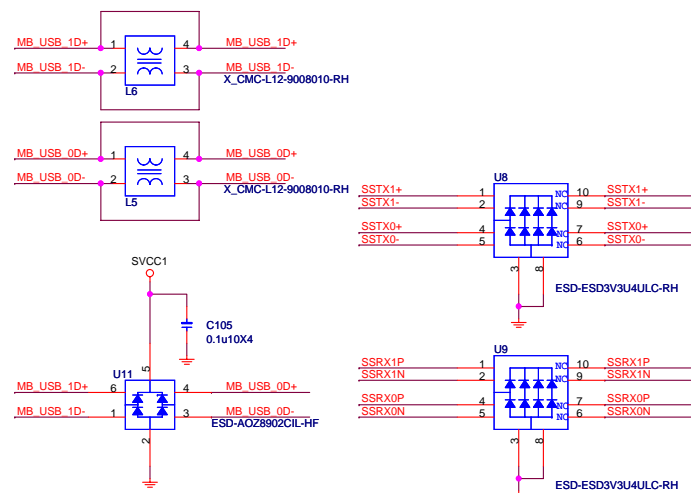 MB_USB_1D+ 1 4 MB_USB_1D+
MB_USB_1D- 2 3 MB_USB_1D-
X_CMC-L12-9008010-RH
L6
MB_USB_0D+ 1 4 MB_USB_0D+
MB_USB_0D- 2 3 MB_USB_0D-
X_CMC-L12-9008010-RH
L5
U8
SSTX1+ 1 NC 10 SSTX1+
SSTX1- 2 NC 9 SSTX1-
SSTX0+ 4 NC 7 SSTX0+
SSTX0- 5 NC 6 SSTX0-
3 8
ESD-ESD3V3U4ULC-RH
SVCC1
C105
0.1u10X4
U11
5
MB_USB_1D+ 6 4 MB_USB_0D+
MB_USB_1D- 1 3 MB_USB_0D-
ESD-AOZ8902CIL-HF
2
U9
SSRX1P 1 NC 10 SSRX1P
SSRX1N 2 NC 9 SSRX1N
SSRX0P 4 NC 7 SSRX0P
SSRX0N 5 NC 6 SSRX0N
3 8
ESD-ESD3V3U4ULC-RH